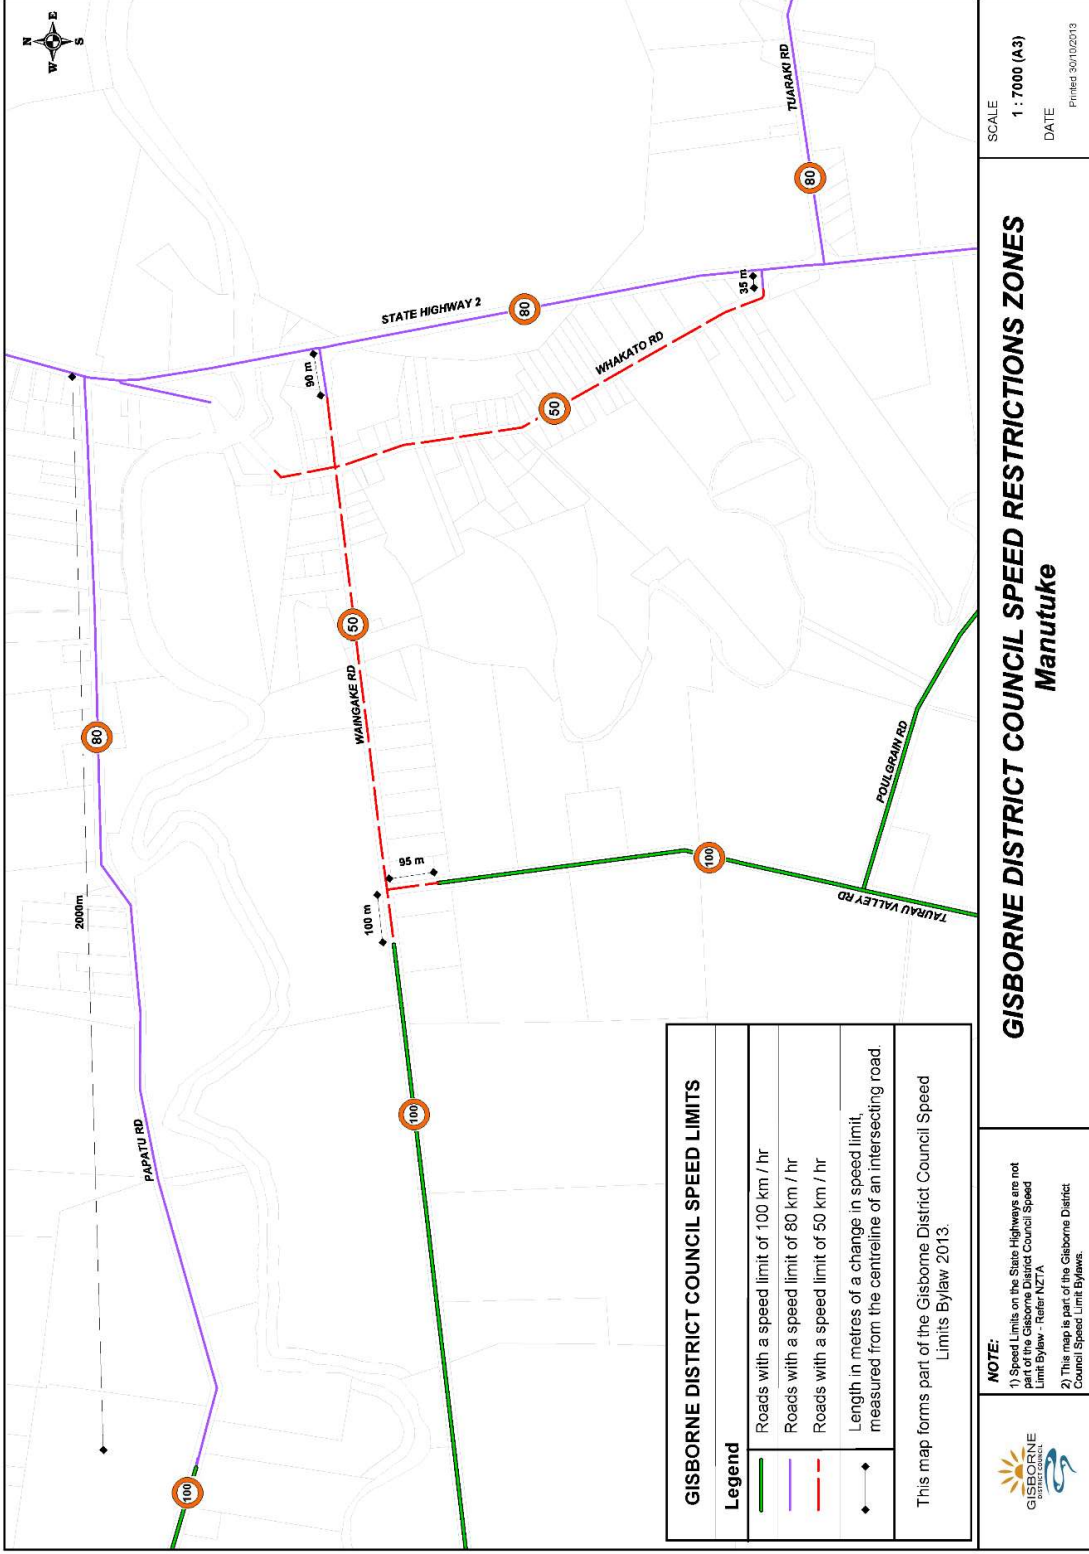 N
W
E
S
STATE HIGHWAY 2
TUARAKI RD
WHAKATO RD
WAINGAKE RD
PAPATU RD
POULGRAIN RD
TAURAU VALLEY RD
2000m
90 m
35 m
95 m
100 m
80
80
80
50
50
100
100
100
GISBORNE DISTRICT COUNCIL SPEED LIMITS
Legend
Roads with a speed limit of 100 km / hr
Roads with a speed limit of 80 km / hr
Roads with a speed limit of 50 km / hr
Length in metres of a change in speed limit,
measured from the centreline of an intersecting road.
This map forms part of the Gisborne District Council Speed
Limits Bylaw 2013.
GISBORNE
DISTRICT COUNCIL
NOTE:
1) Speed Limits on the State Highways are not
part of the Gisborne District Council Speed
Limit Bylaw - Refer NZTA
2) This map is part of the Gisborne District
Council Speed Limit Bylaws.
GISBORNE DISTRICT COUNCIL SPEED RESTRICTIONS ZONES
Manutuke
SCALE
1 : 7000 (A3)
DATE
Printed 30/10/2013